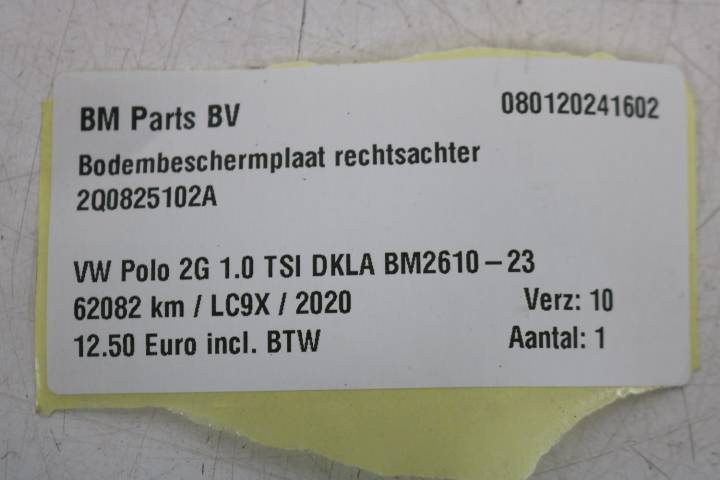 BM Parts BV 080120241602
Bodembeschermplaat rechtsachter
2Q0825102A
VW Polo 2G 1.0 TSI DKLA BM2610-23
62082 km / LC9X / 2020 Verz: 10
12.50 Euro incl. BTW Aantal: 1